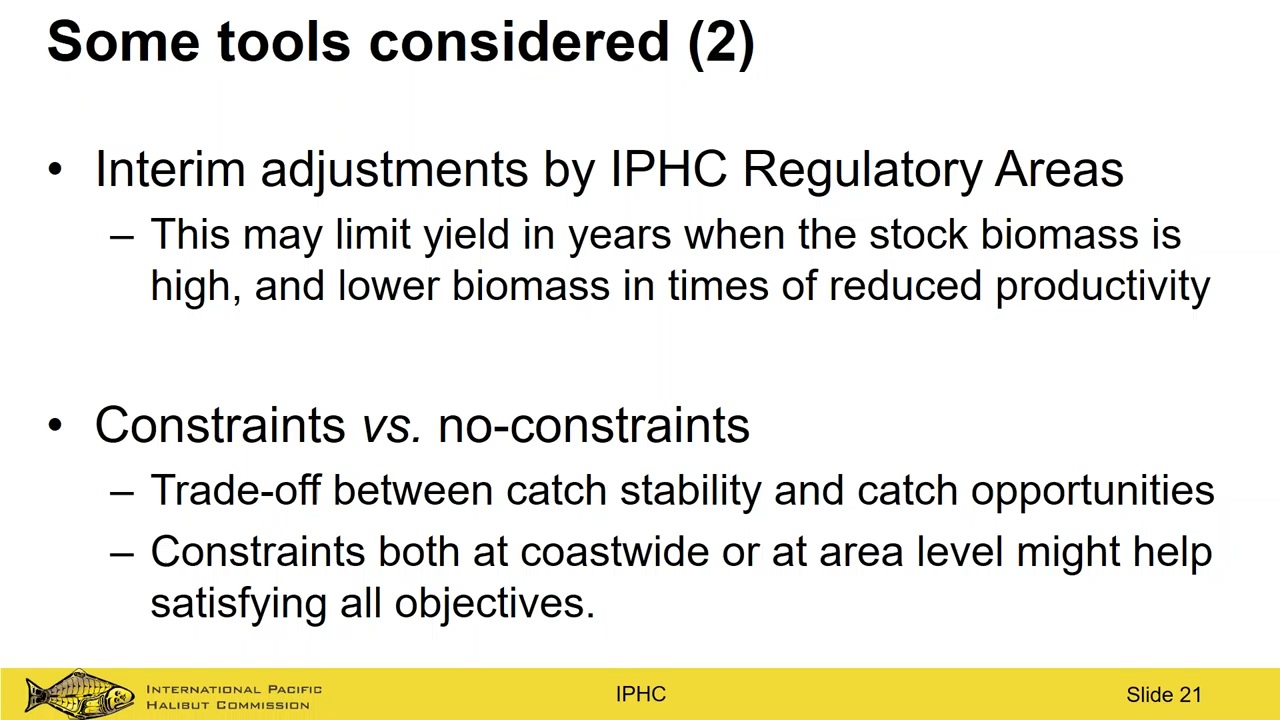 Some tools considered (2)
• Interim adjustments by IPHC Regulatory Areas
– This may limit yield in years when the stock biomass is
high, and lower biomass in times of reduced productivity
• Constraints vs. no-constraints
– Trade-off between catch stability and catch opportunities
– Constraints both at coastwide or at area level might help
satisfying all objectives.
INTERNATIONAL PACIFIC
HALIBUT COMMISSION
IPHC
Slide 21